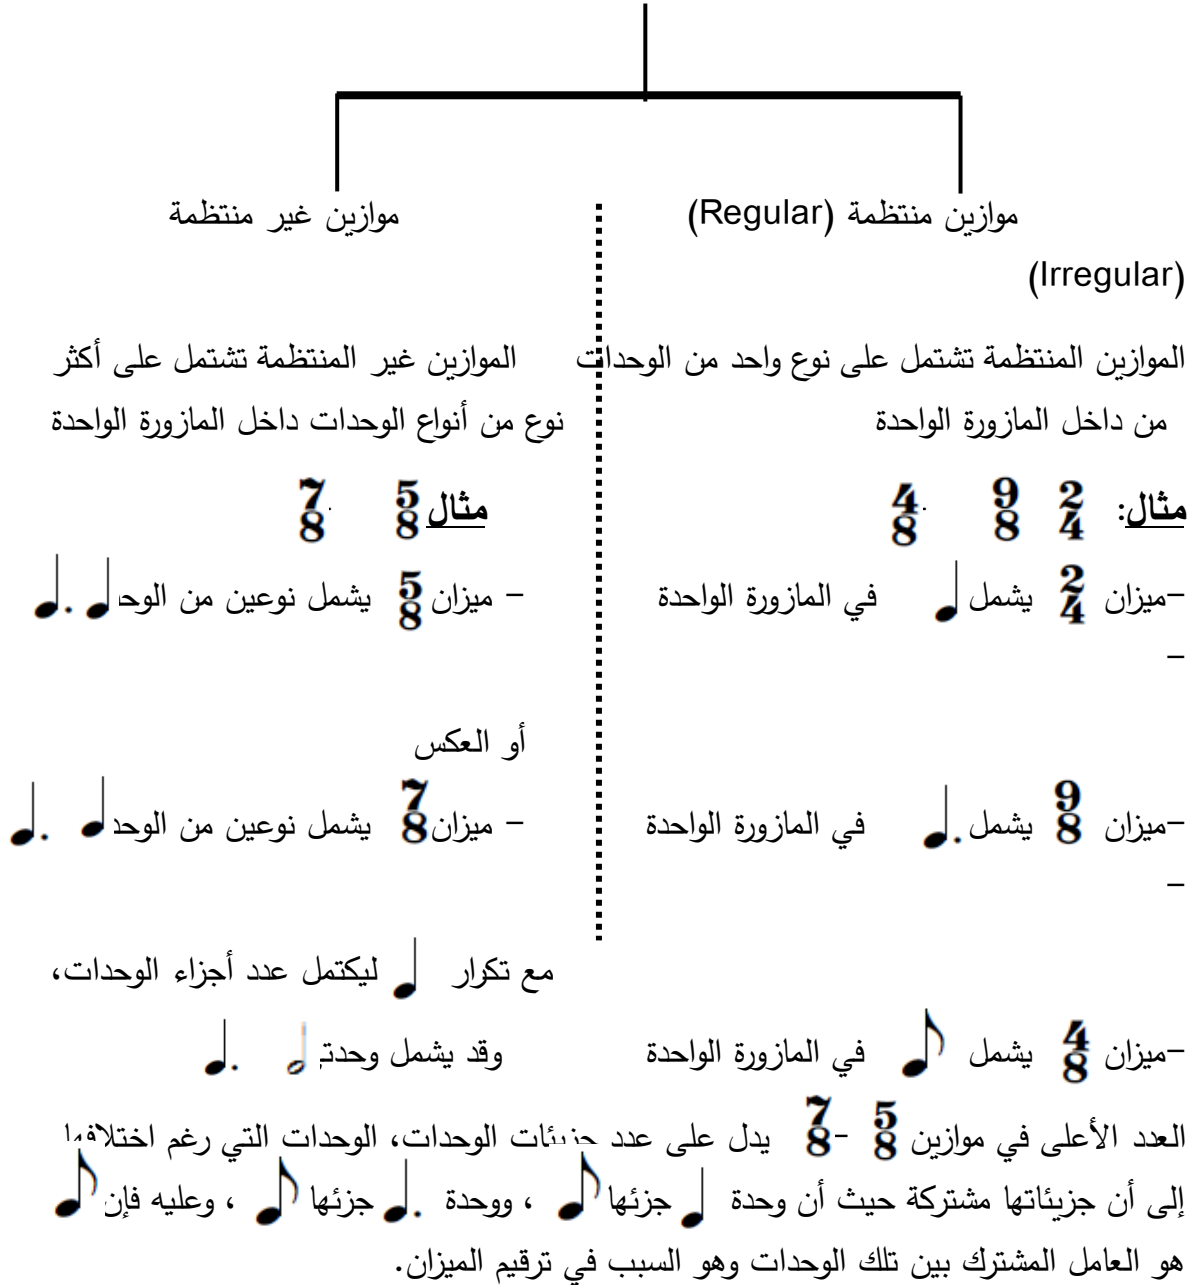 موازين منتظمة (Regular)
موازين غير منتظمة
(Irregular)
الموازين المنتظمة تشتمل على نوع واحد من الوحدات
الموازين غير المنتظمة تشتمل على أكثر
من داخل المازورة الواحدة
نوع من أنواع الوحدات داخل المازورة الواحدة
مثال: 2/4 9/8 4/8
مثال 5/8 7/8
-ميزان 2/4 يشمل ♩ في المازورة الواحدة
- ميزان 5/8 يشمل نوعين من ♩ ♩.
-
أو العكس
-ميزان 9/8 يشمل ♩. في المازورة الواحدة
- ميزان 7/8 يشمل نوعين من ♩ ♩.
-
مع تكرار ♩ ليكتمل عدد أجزاء الوحدات،
-ميزان 4/8 يشمل ♪ في المازورة الواحدة
وقد يشمل 𝅗𝅥 ♩.
العدد الأعلى في موازين 5/8 - 7/8 يدل على عدد جزيئات الوحدات، الوحدات التي رغم اختلافها
إلى أن جزيئاتها مشتركة حيث أن وحدة ♩ جزئها ♪ ، ووحدة ♩. جزئها ♪ ، وعليه فإن ♪
هو العامل المشترك بين تلك الوحدات وهو السبب في ترقيم الميزان.